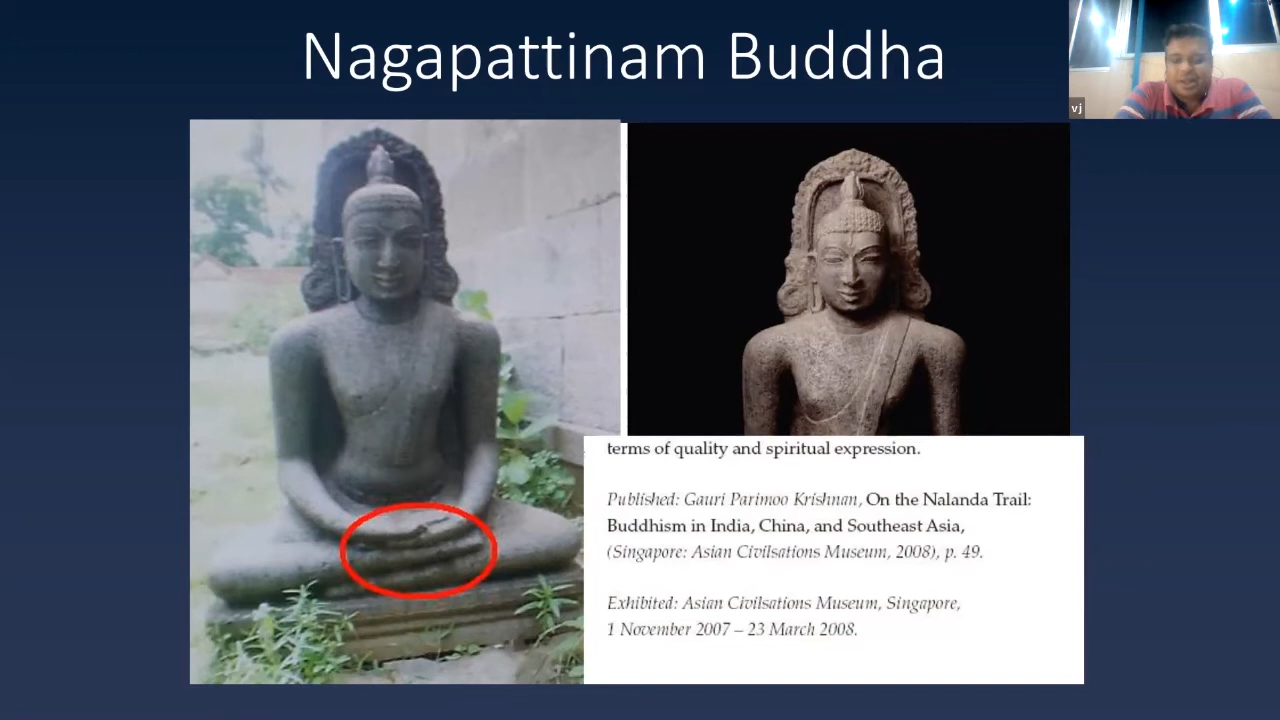 Nagapattinam Buddha
vj
terms of quality and spiritual expression.
Published: Gauri Parimoo Krishnan, On the Nalanda Trail:
Buddhism in India, China, and Southeast Asia,
(Singapore: Asian Civilsations Museum, 2008), p. 49.
Exhibited: Asian Civilsations Museum, Singapore,
1 November 2007 – 23 March 2008.